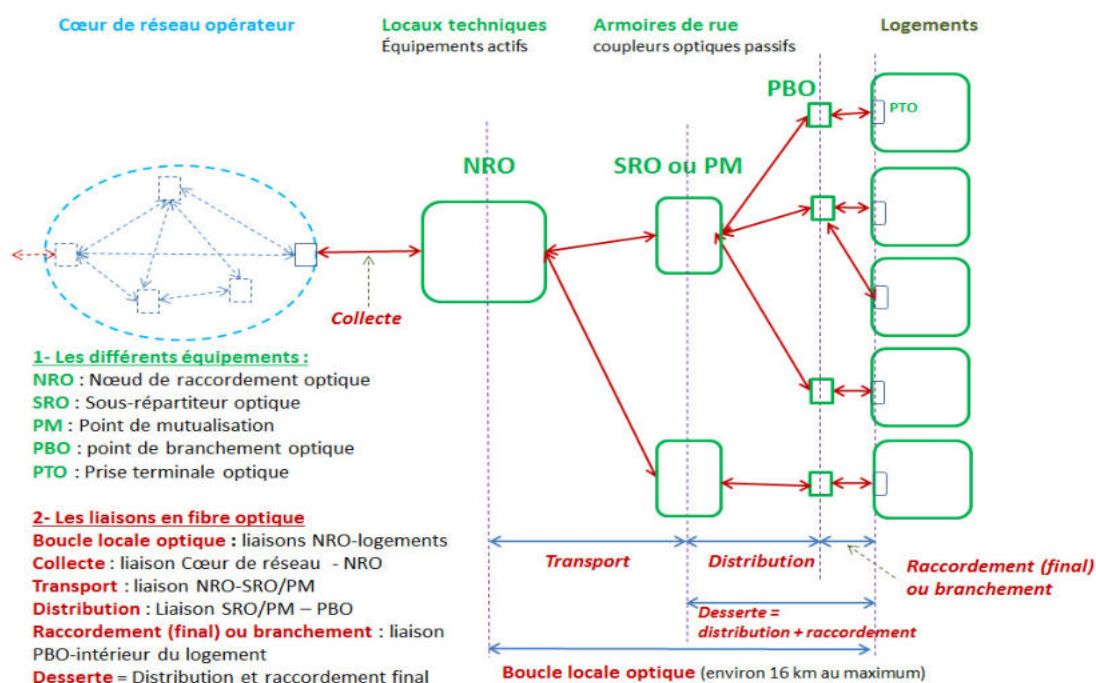 Cœur de réseau opérateur
Locaux techniques
Équipements actifs
Armoires de rue
coupleurs optiques passifs
Logements
PBO
PTO
NRO
SRO ou PM
Collecte
1- Les différents équipements :
NRO : Nœud de raccordement optique
SRO : Sous-répartiteur optique
PM : Point de mutualisation
PBO : point de branchement optique
PTO : Prise terminale optique
2- Les liaisons en fibre optique
Boucle locale optique : liaisons NRO-logements
Collecte : liaison Cœur de réseau - NRO
Transport : liaison NRO-SRO/PM
Distribution : Liaison SRO/PM – PBO
Raccordement (final) ou branchement : liaison
PBO-intérieur du logement
Desserte = Distribution et raccordement final
Transport
Distribution
Raccordement (final)
ou branchement
Desserte =
distribution + raccordement
Boucle locale optique (environ 16 km au maximum)